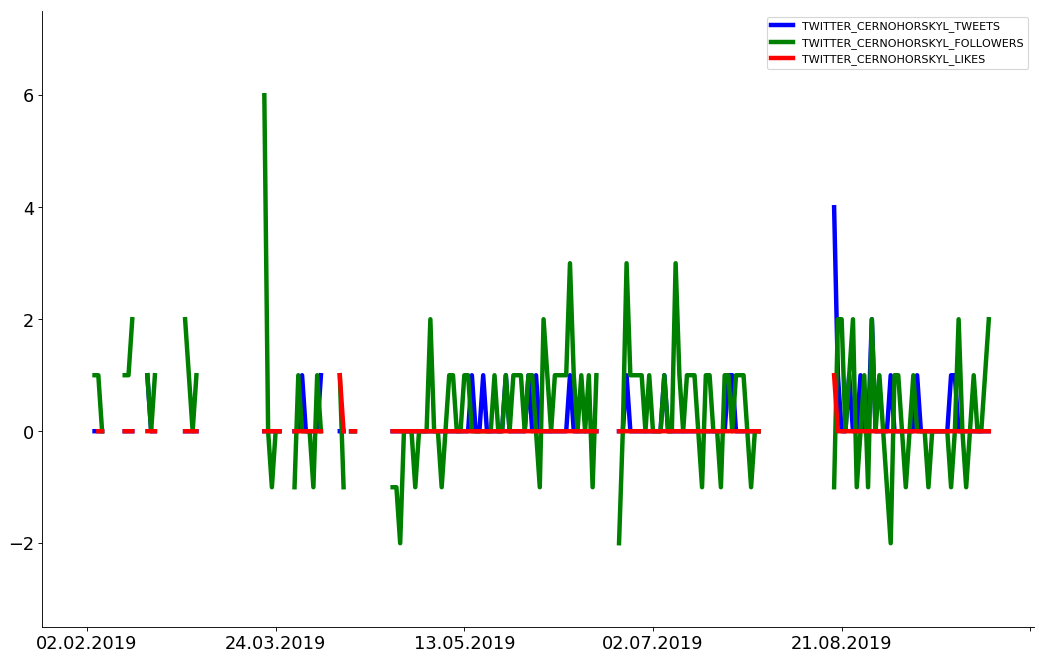 TWITTER_CERNOHORSKYL_TWEETS
TWITTER_CERNOHORSKYL_FOLLOWERS
TWITTER_CERNOHORSKYL_LIKES
6
4
2
0
−2
02.02.2019 24.03.2019 13.05.2019 02.07.2019 21.08.2019